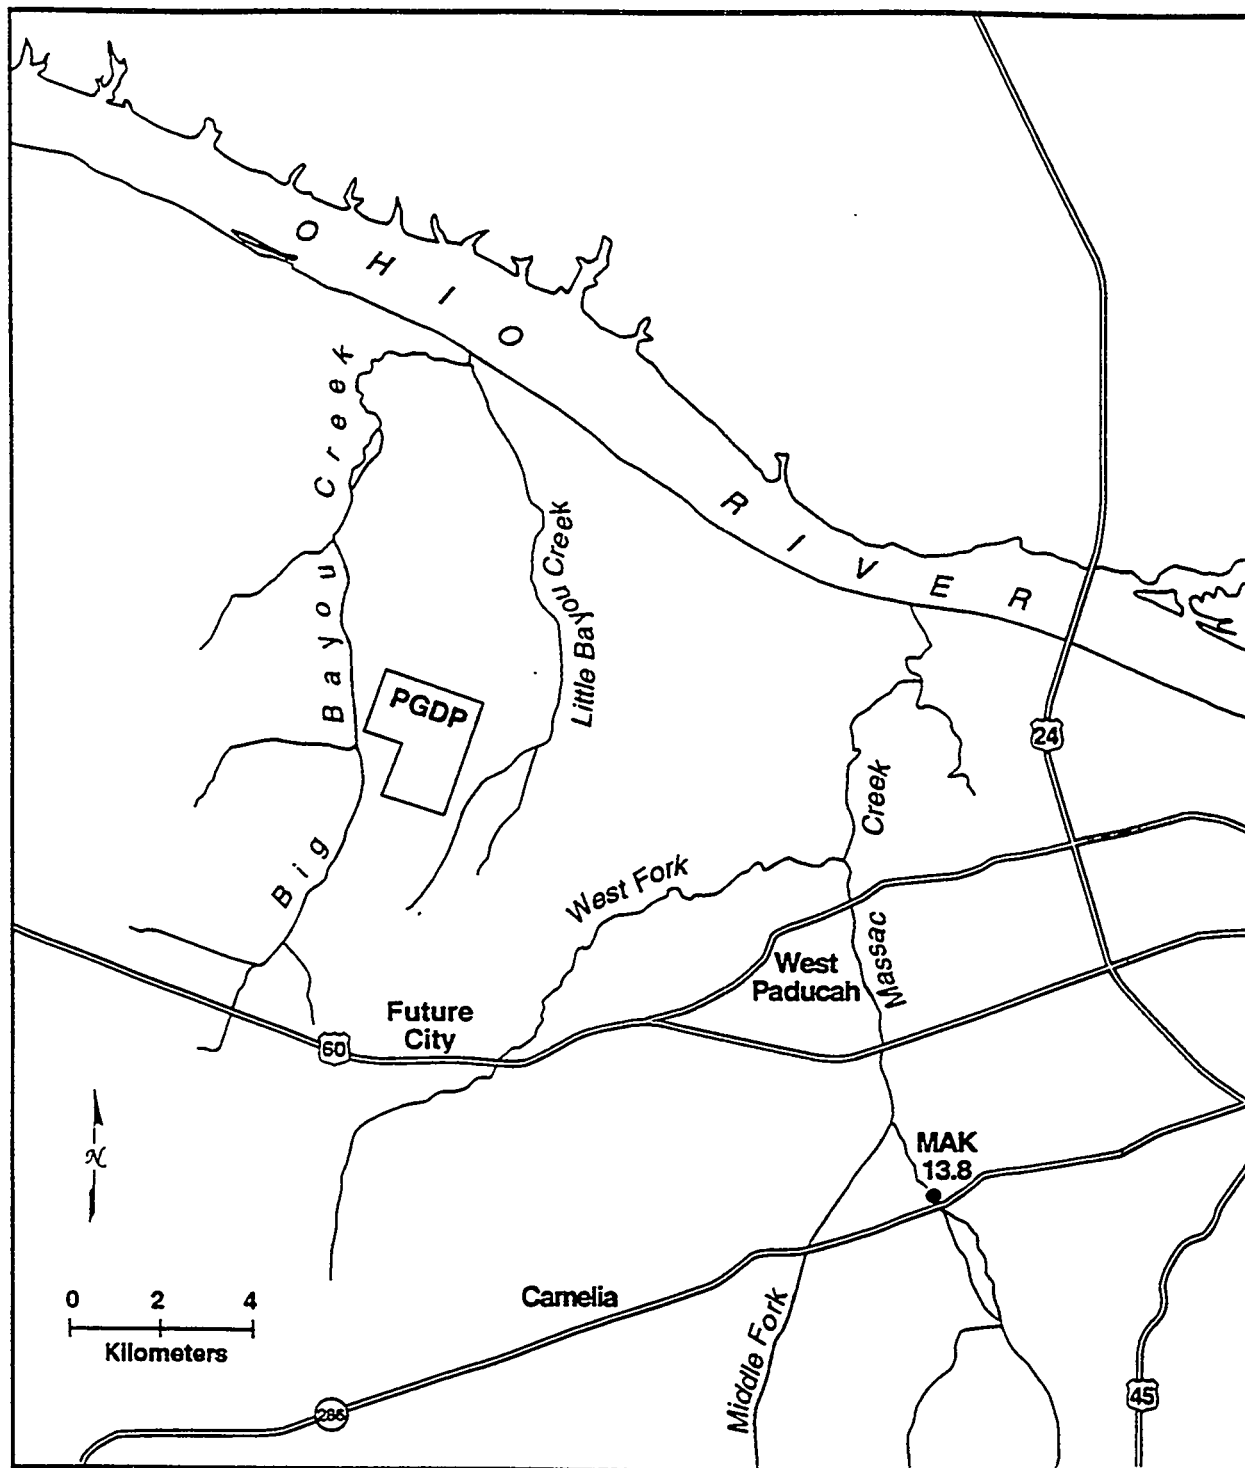 OHIO
RIVER
Big Bayou Creek
Little Bayou Creek
PGDP
24
Massac Creek
West Fork
West
Paducah
Future
City
60
N
MAK
13.8
0 2 4
Kilometers
Camelia
Middle Fork
286
45